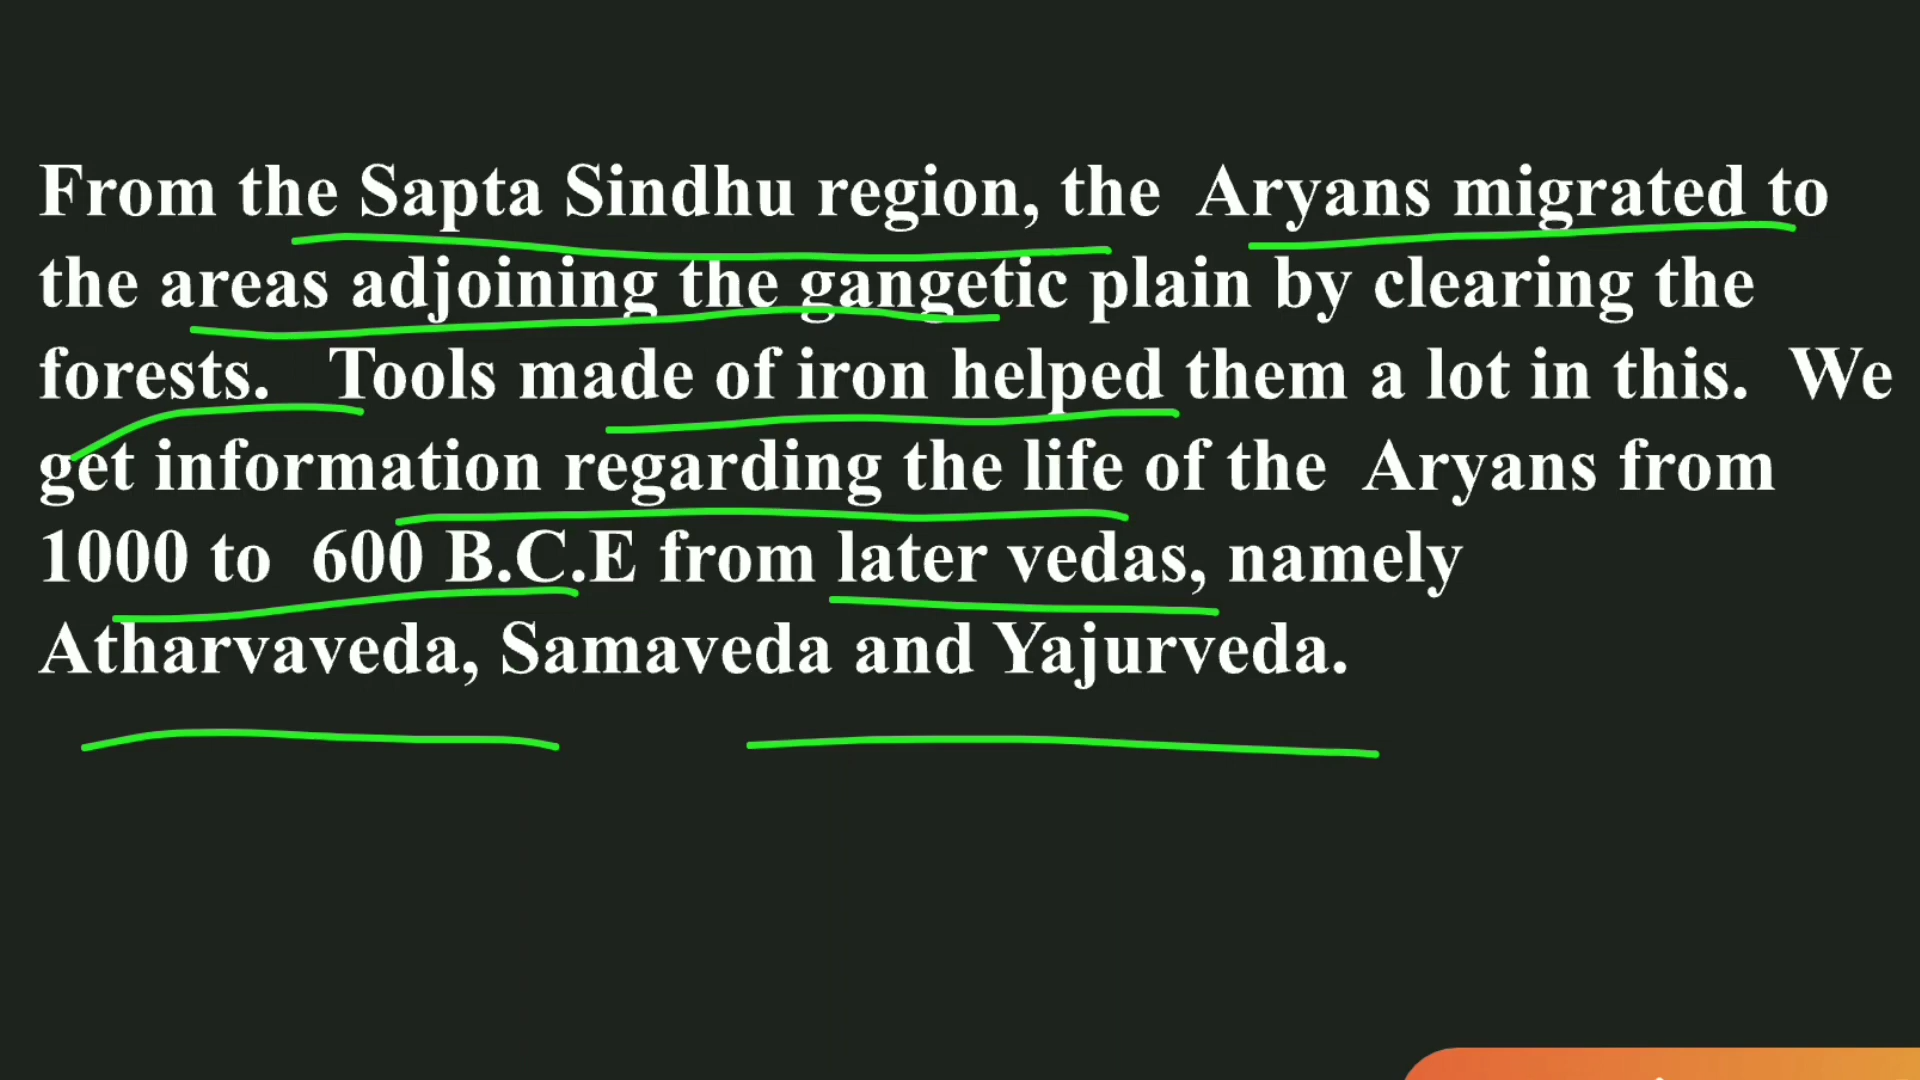 From the Sapta Sindhu region, the Aryans migrated to
the areas adjoining the gangetic plain by clearing the
forests. Tools made of iron helped them a lot in this. We
get information regarding the life of the Aryans from
1000 to 600 B.C.E from later vedas, namely
Atharvaveda, Samaveda and Yajurveda.